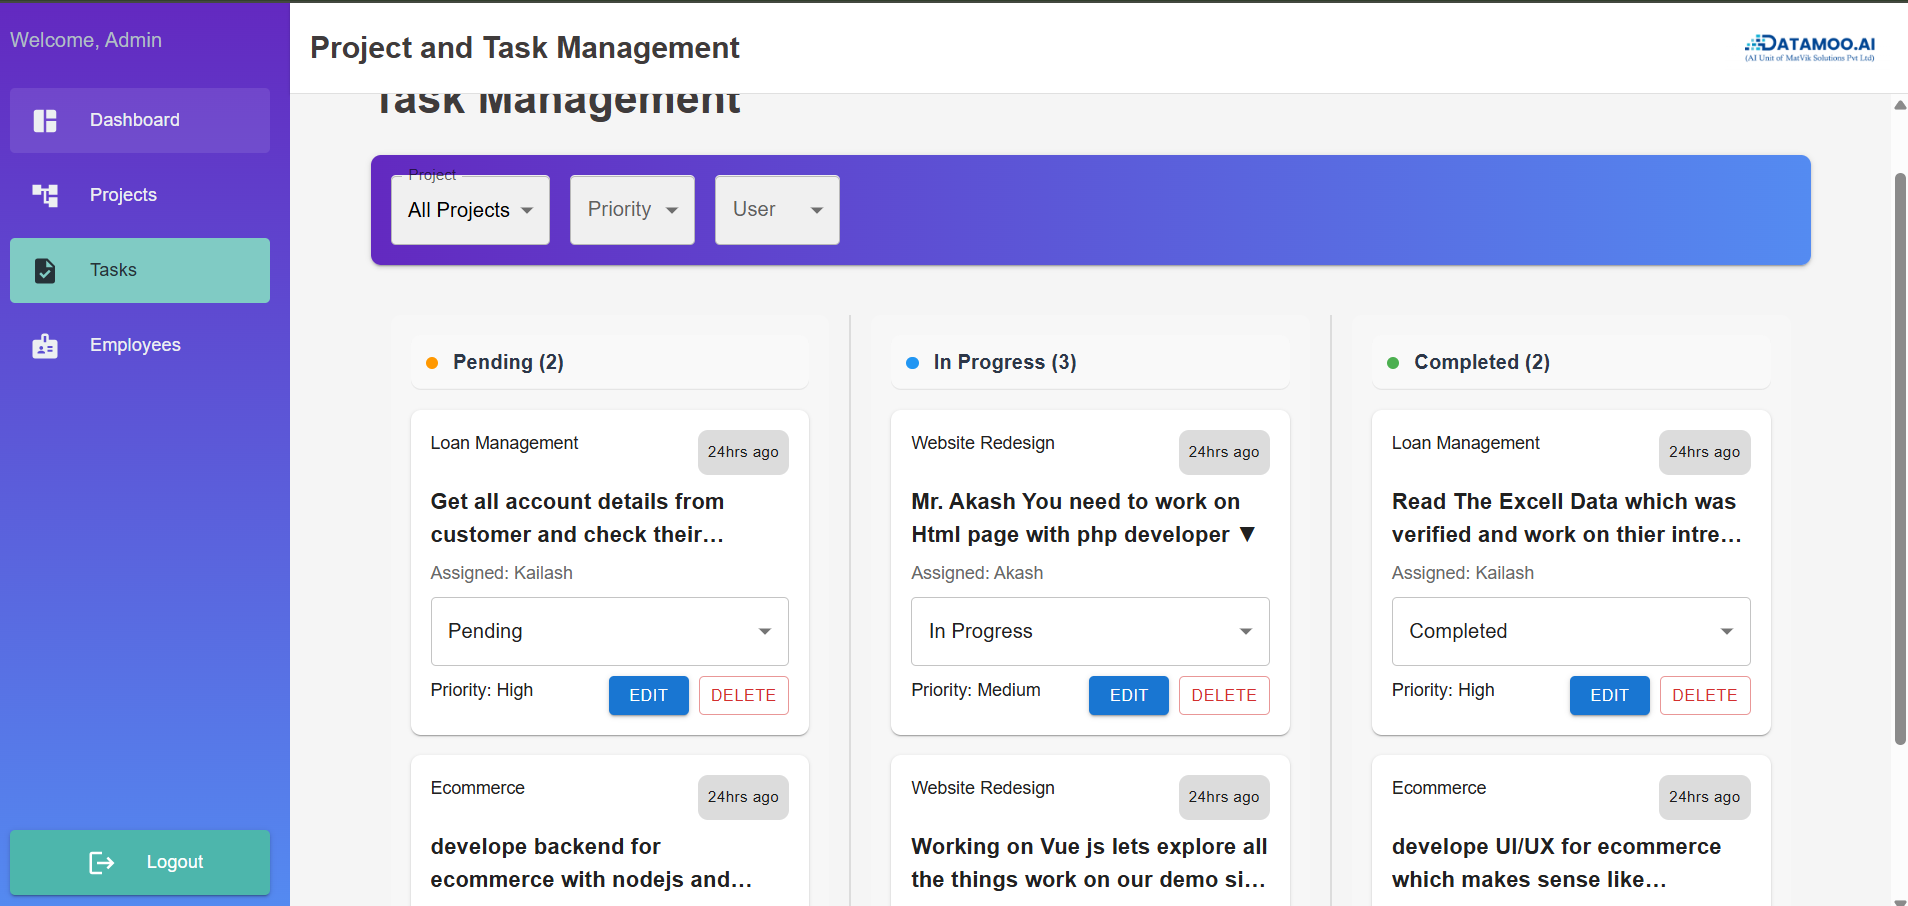 Welcome, Admin
Dashboard
Projects
Tasks
Employees
Logout
Project and Task Management
DATAMOO.AI
(AI Unit of MatVik Solutions Pvt Ltd)
Task Management
Project
All Projects
Priority
User
Pending (2)
Loan Management
24hrs ago
Get all account details from
customer and check their...
Assigned: Kailash
Pending
Priority: High
EDIT
DELETE
Ecommerce
24hrs ago
develope backend for
ecommerce with nodejs and...
In Progress (3)
Website Redesign
24hrs ago
Mr. Akash You need to work on
Html page with php developer ▼
Assigned: Akash
In Progress
Priority: Medium
EDIT
DELETE
Website Redesign
24hrs ago
Working on Vue js lets explore all
the things work on our demo si...
Completed (2)
Loan Management
24hrs ago
Read The Excell Data which was
verified and work on thier intre...
Assigned: Kailash
Completed
Priority: High
EDIT
DELETE
Ecommerce
24hrs ago
develope UI/UX for ecommerce
which makes sense like...